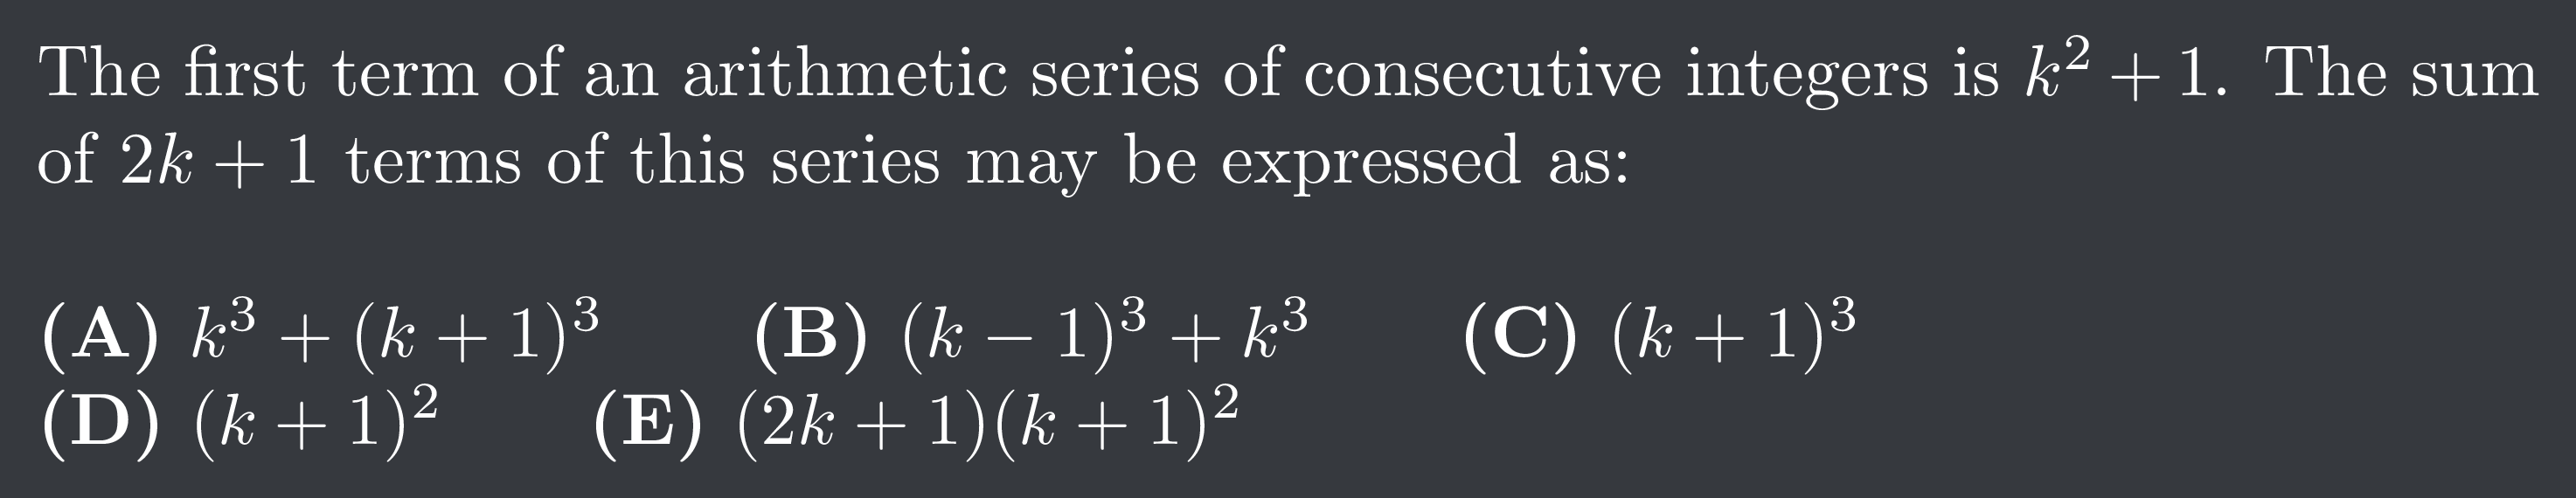 The first term of an arithmetic series of consecutive integers is $k^2 + 1$. The sum
of $2k + 1$ terms of this series may be expressed as:
(A) $k^3 + (k + 1)^3$ (B) $(k - 1)^3 + k^3$ (C) $(k + 1)^3$
(D) $(k + 1)^2$ (E) $(2k + 1)(k + 1)^2$